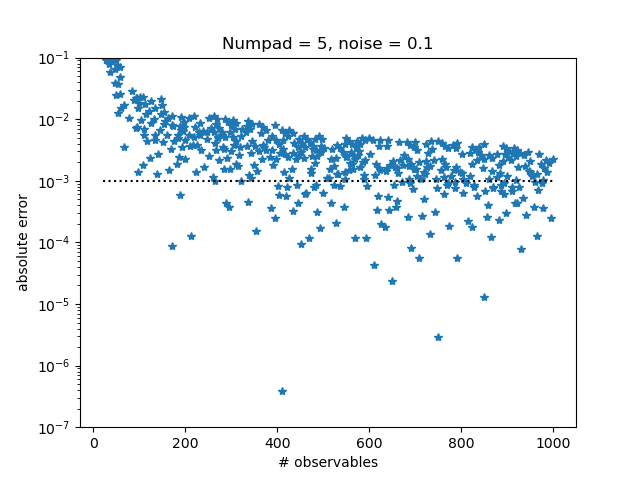 Numpad = 5, noise = 0.1
absolute error
10⁻¹
10⁻²
10⁻³
10⁻⁴
10⁻⁵
10⁻⁶
10⁻⁷
0 200 400 600 800 1000
# observables